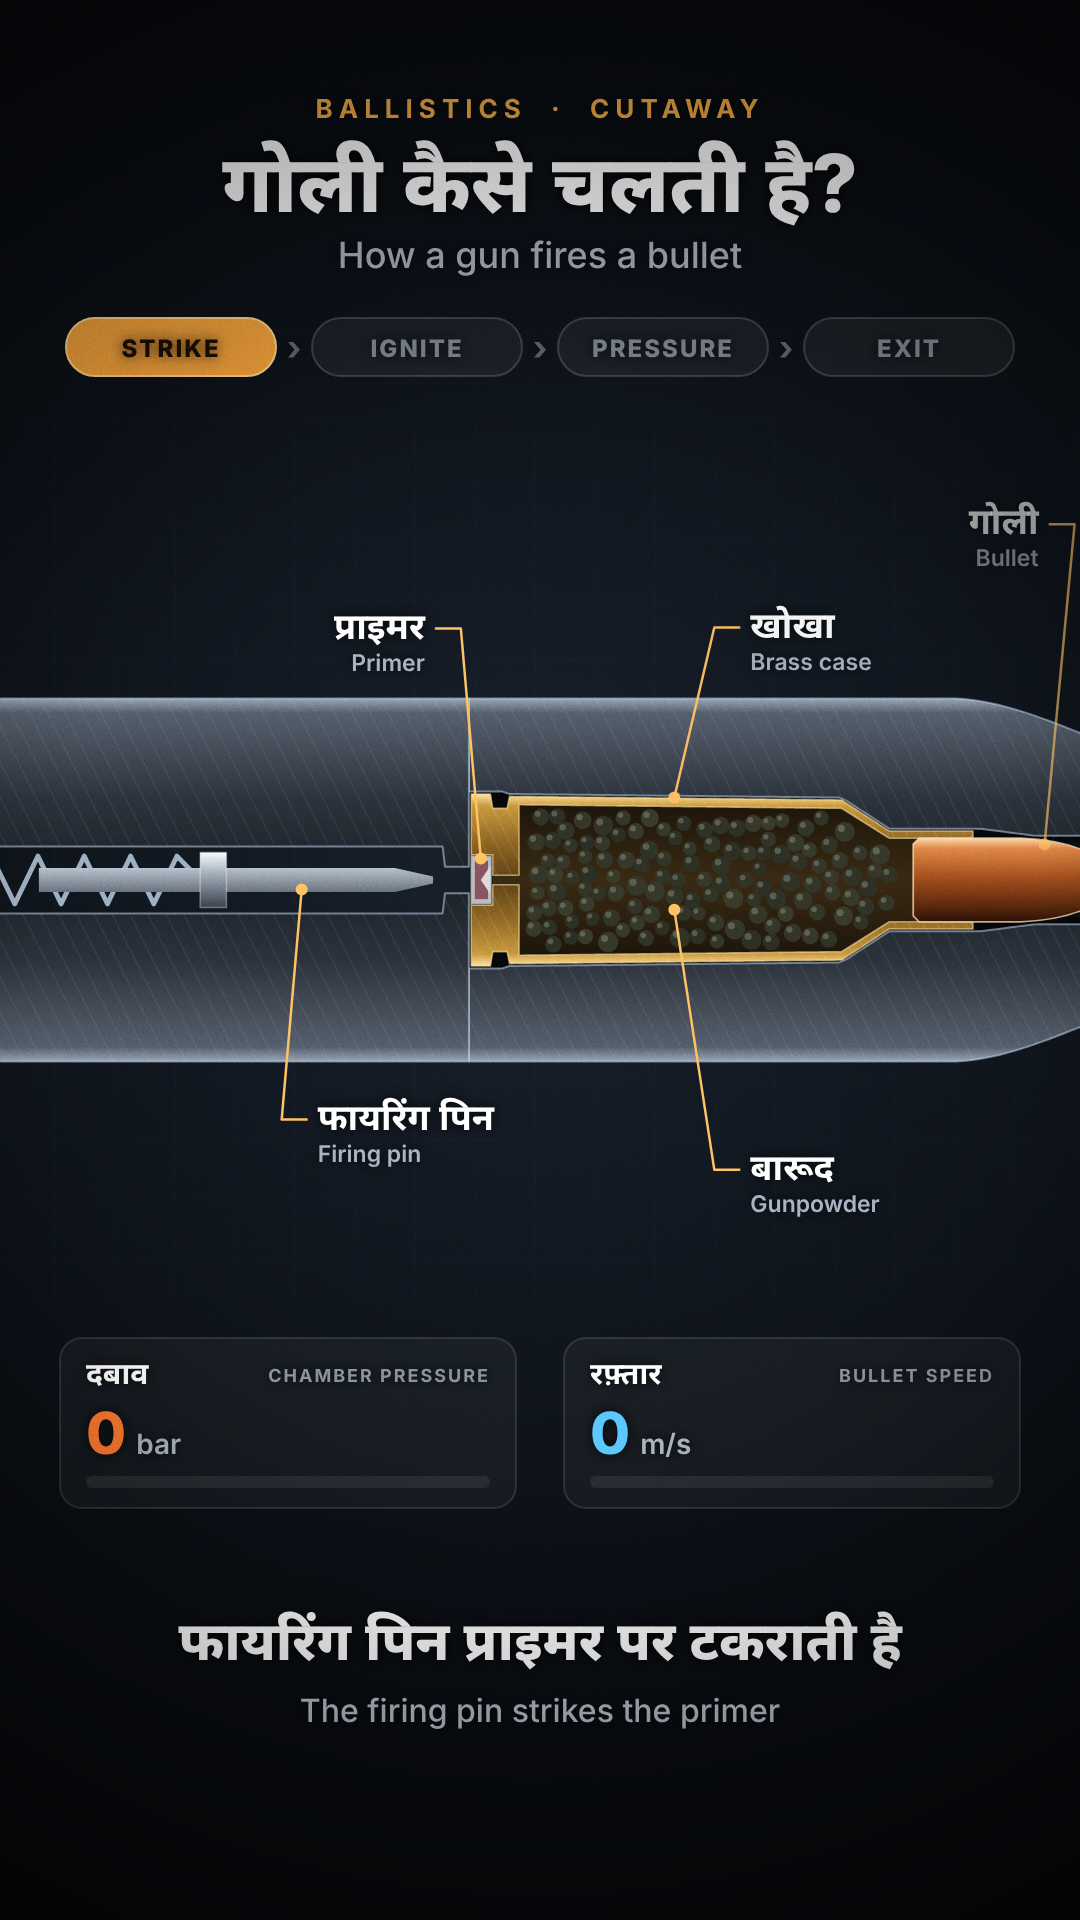 BALLISTICS · CUTAWAY
गोली कैसे चलती है?
How a gun fires a bullet
STRIKE › IGNITE › PRESSURE › EXIT
गोली
Bullet
प्राइमर
Primer
खोखा
Brass case
फायरिंग पिन
Firing pin
बारूद
Gunpowder
दबाव CHAMBER PRESSURE
0 bar
रफ़्तार BULLET SPEED
0 m/s
फायरिंग पिन प्राइमर पर टकराती है
The firing pin strikes the primer